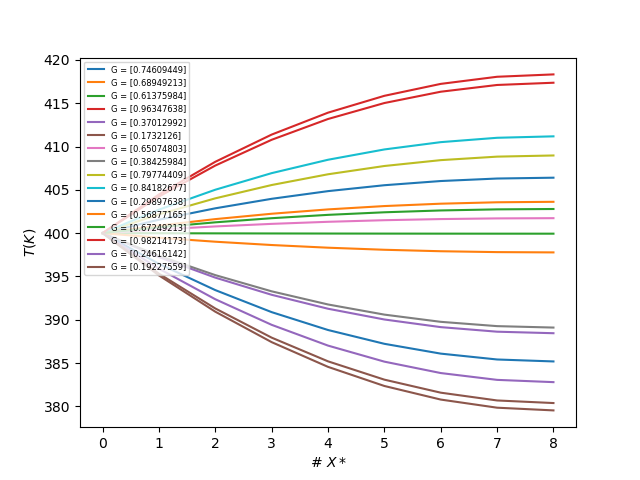 420
415
410
405
400
395
390
385
380
T(K)
G = [0.74609449]
G = [0.68949213]
G = [0.61375984]
G = [0.96347638]
G = [0.37012992]
G = [0.1732126]
G = [0.65074803]
G = [0.38425984]
G = [0.79774409]
G = [0.84182677]
G = [0.29897638]
G = [0.56877165]
G = [0.67249213]
G = [0.98214173]
G = [0.24616142]
G = [0.19227559]
0 1 2 3 4 5 6 7 8
# X *